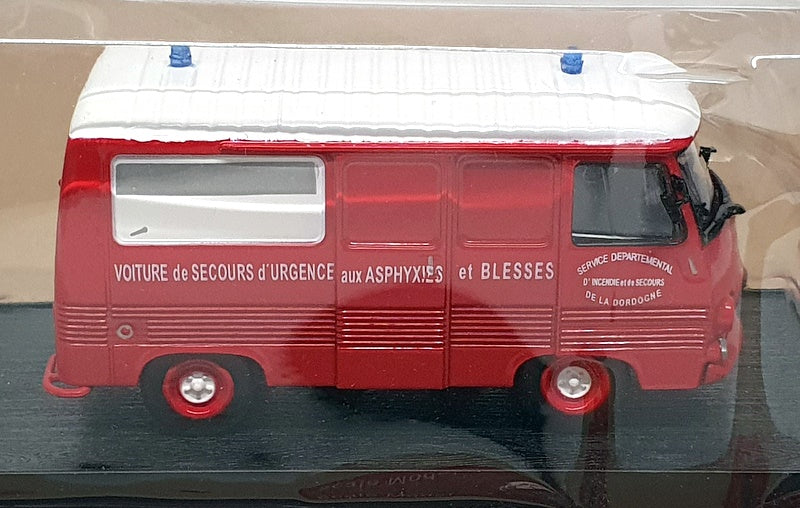 VOITURE de SECOURS d'URGENCE aux ASPHYXIES et BLESSES
SERVICE DEPARTEMENTAL
D'INCENDIE et de SECOURS
DE LA DORDOGNE